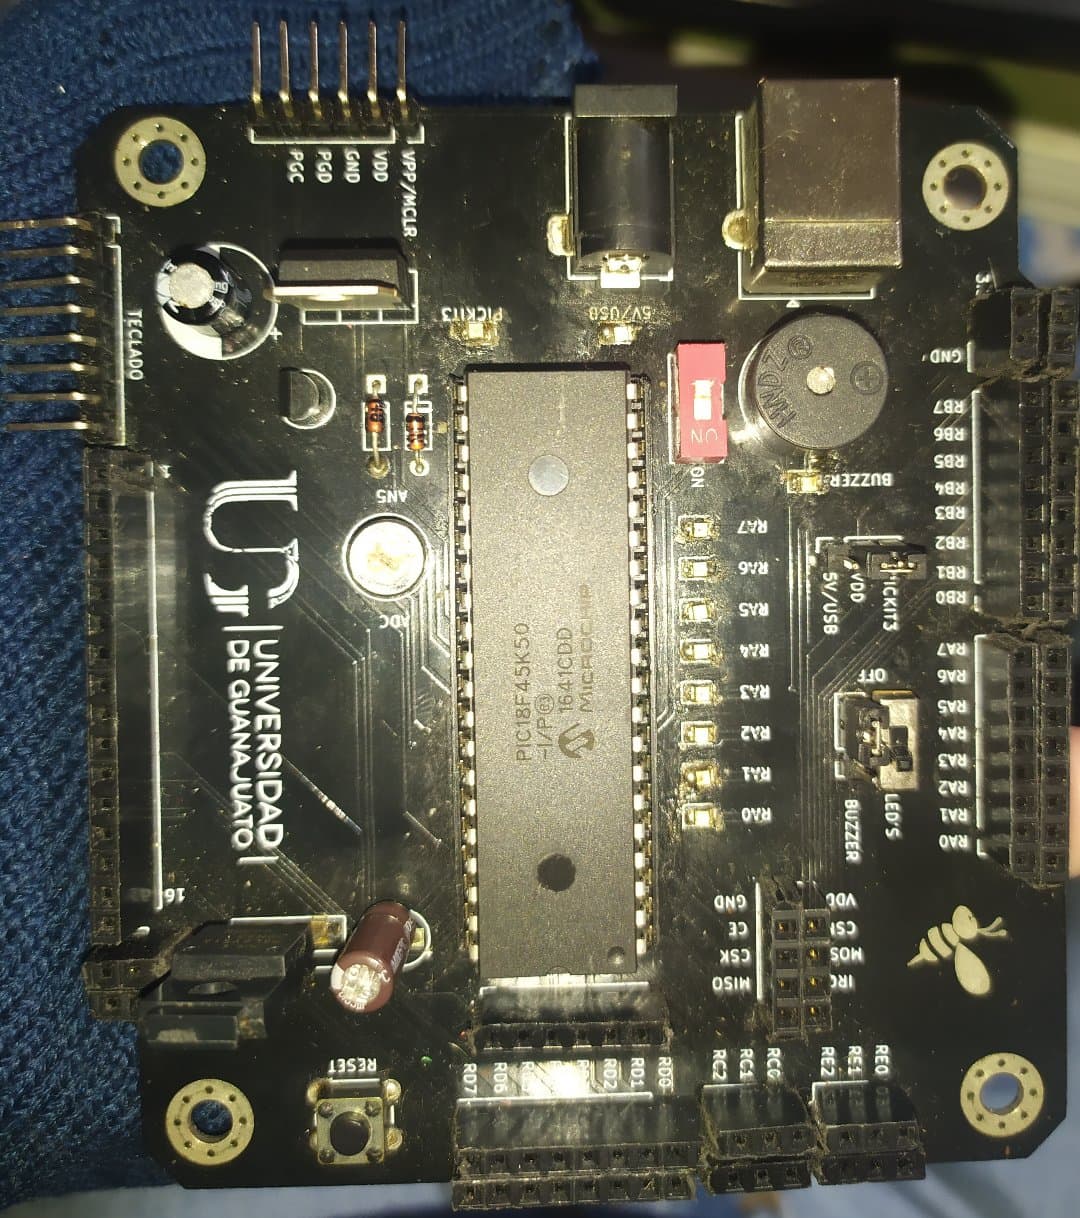 VPP/MCLR
VDD
GND
PGD
PGC
TECLADO
PICKIT3
5V/USB
GND
ON
ON
BUZZER
AN5
ADC
RB7
RB6
RB5
RB4
RB3
RB2
RB1
RB0
RA7
RA6
RA5
RA4
RA3
RA2
RA1
RA0
5V/USB
VDD
PICKIT3
OFF
LED'S
BUZZER
RA7
RA6
RA5
RA4
RA3
RA2
RA1
RA0
UNIVERSIDAD
DE GUANAJUATO
PIC18F45K50
-I/P
1641CDD
MICROCHIP
16
GND
CE
CSK
MISO
VDD
RESET
RD7
RD6
RD2
RD1
RD0
RC2
RC1
RC0
RE2
RE1
RE0